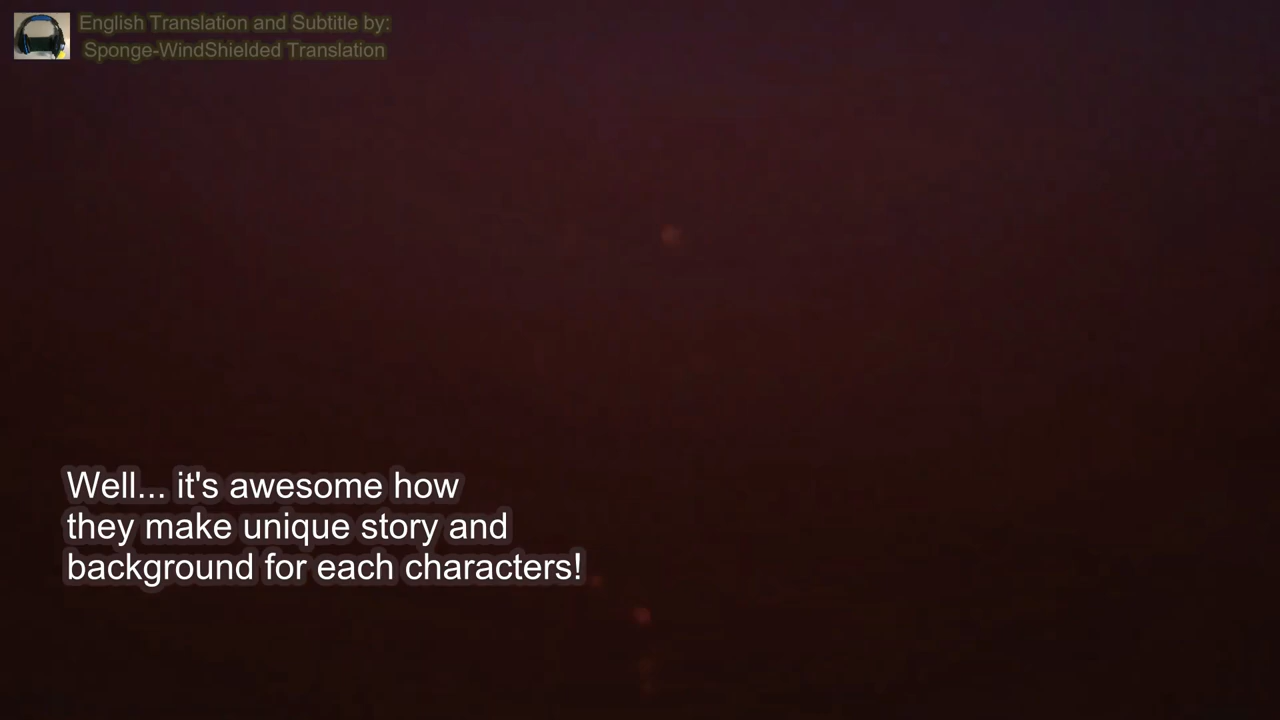 English Translation and Subtitle by:
Sponge-WindShielded Translation
Well... it's awesome how
they make unique story and
background for each characters!